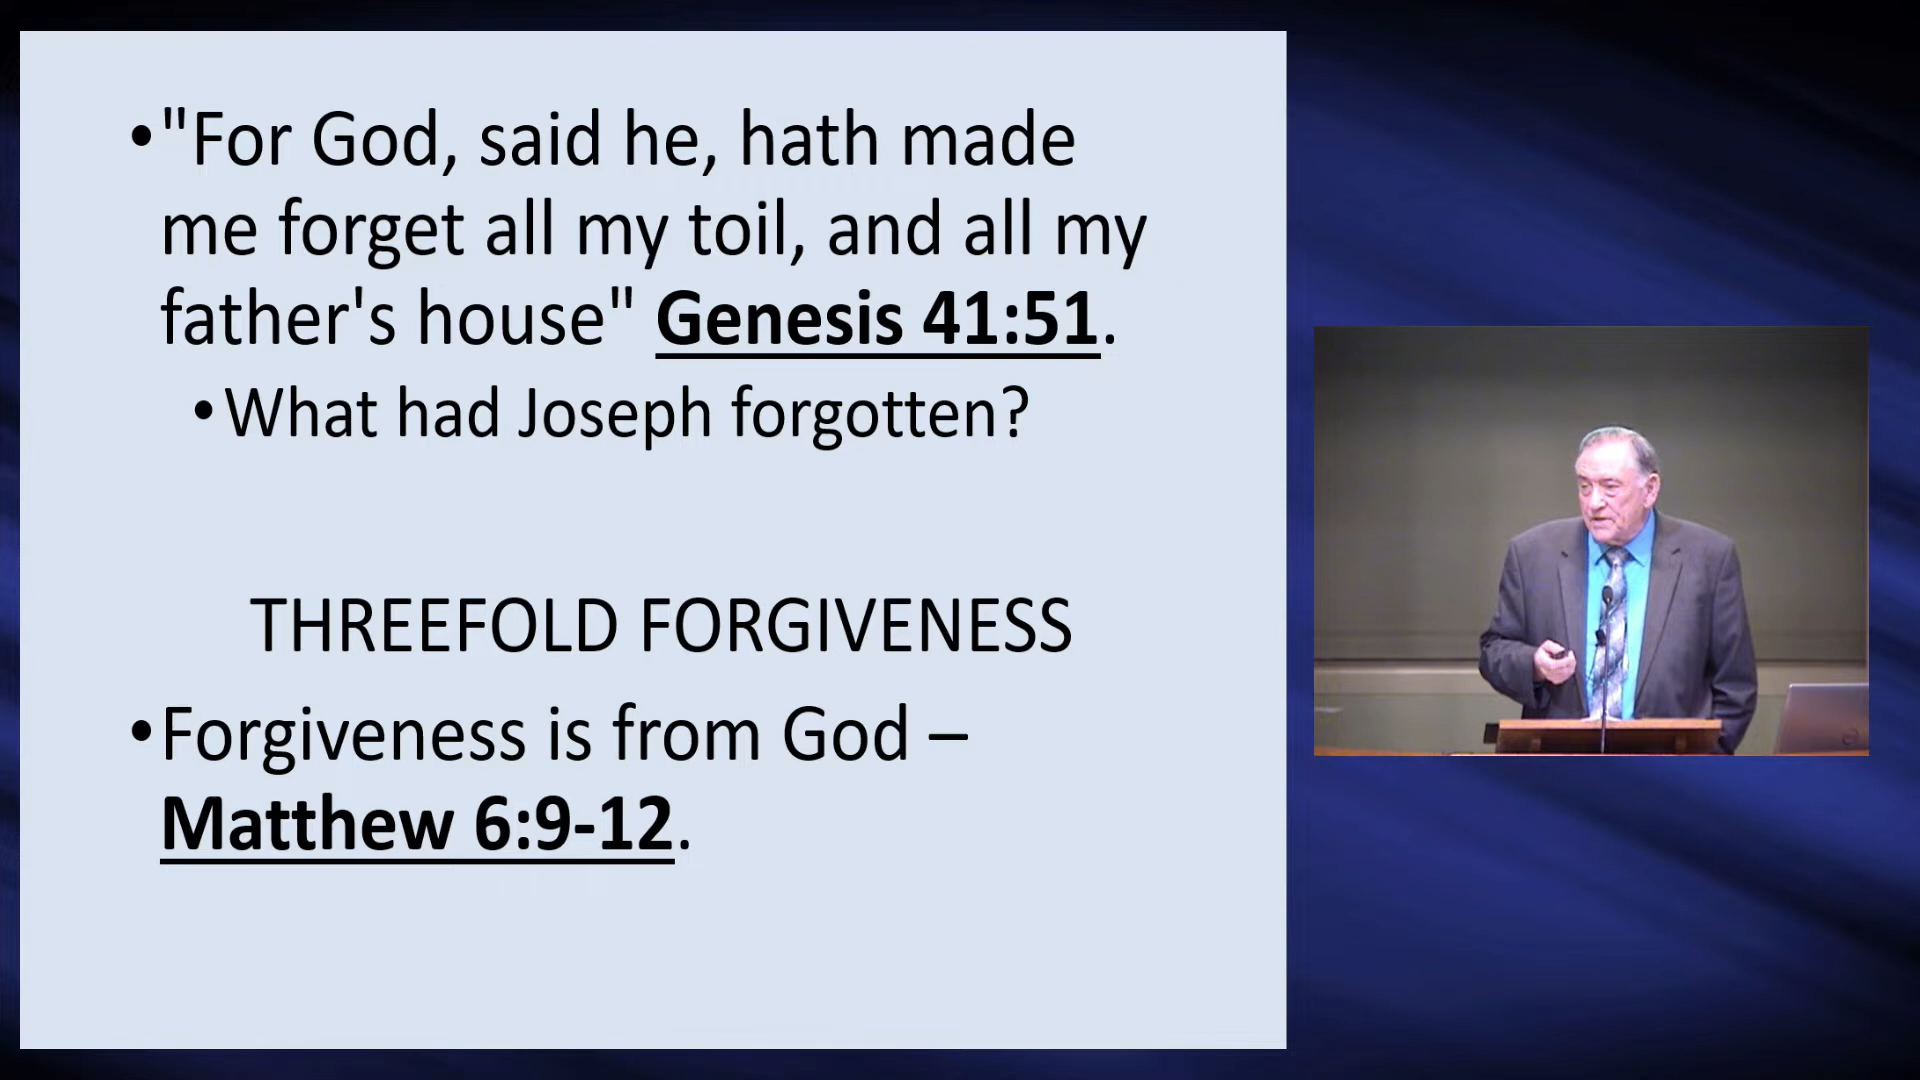 •"For God, said he, hath made
me forget all my toil, and all my
father's house" Genesis 41:51.
•What had Joseph forgotten?
THREEFOLD FORGIVENESS
•Forgiveness is from God –
Matthew 6:9-12.